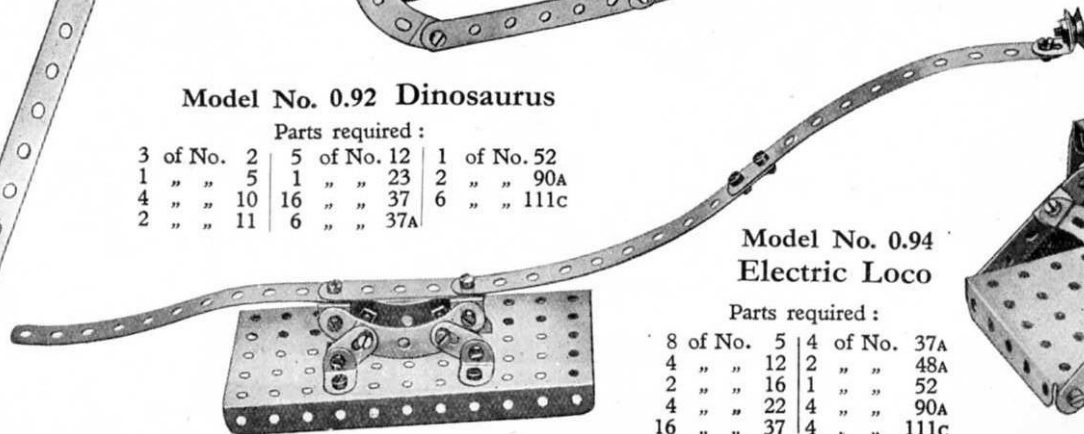 Model No. 0.92 Dinosaurus
Parts required :
3 of No. 2 5 of No. 12 1 of No. 52
1 „ „ 5 1 „ „ 23 2 „ „ 90A
4 „ „ 10 16 „ „ 37 6 „ „ 111C
2 „ „ 11 6 „ „ 37A
Model No. 0.94
Electric Loco
Parts required :
8 of No. 5 4 of No. 37A
4 „ „ 12 2 „ „ 48A
2 „ „ 16 1 „ „ 52
4 „ „ 22 4 „ „ 90A
16 „ „ 37 4 „ „ 111C